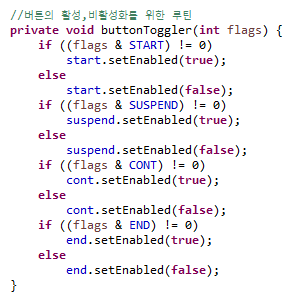 //버튼의 활성,비활성화를 위한 루틴
private void buttonToggler(int flags) {
    if ((flags & START) != 0)
        start.setEnabled(true);
    else
        start.setEnabled(false);
    if ((flags & SUSPEND) != 0)
        suspend.setEnabled(true);
    else
        suspend.setEnabled(false);
    if ((flags & CONT) != 0)
        cont.setEnabled(true);
    else
        cont.setEnabled(false);
    if ((flags & END) != 0)
        end.setEnabled(true);
    else
        end.setEnabled(false);
}